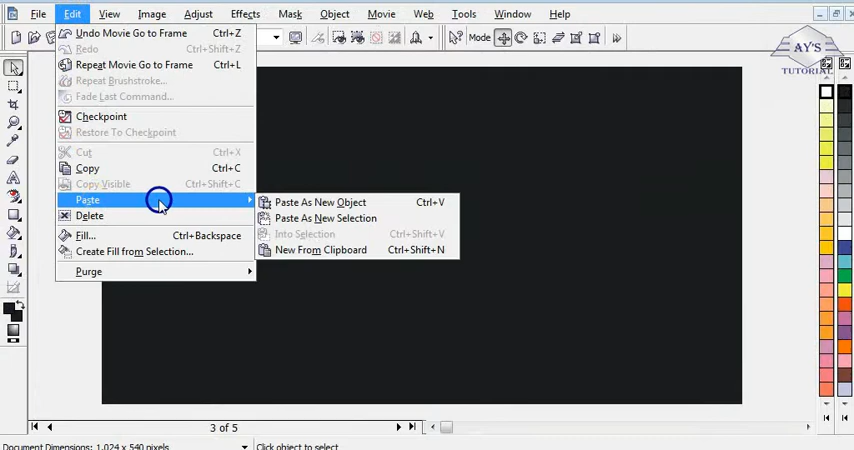 File Edit View Image Adjust Effects Mask Object Movie Web Tools Window Help
Undo Movie Go to Frame Ctrl+Z
Redo Ctrl+Shift+Z
Repeat Movie Go to Frame Ctrl+L
Repeat Brushstroke...
Fade Last Command...
Checkpoint
Restore To Checkpoint
Cut Ctrl+X
Copy Ctrl+C
Copy Visible Ctrl+Shift+C
Paste
Delete
Fill... Ctrl+Backspace
Create Fill from Selection...
Purge
Paste As New Object Ctrl+V
Paste As New Selection
Into Selection Ctrl+Shift+V
New From Clipboard Ctrl+Shift+N
Mode
AY'S
TUTORIAL
3 of 5
Document Dimensions: 1,024 x 540 pixels Click object to select